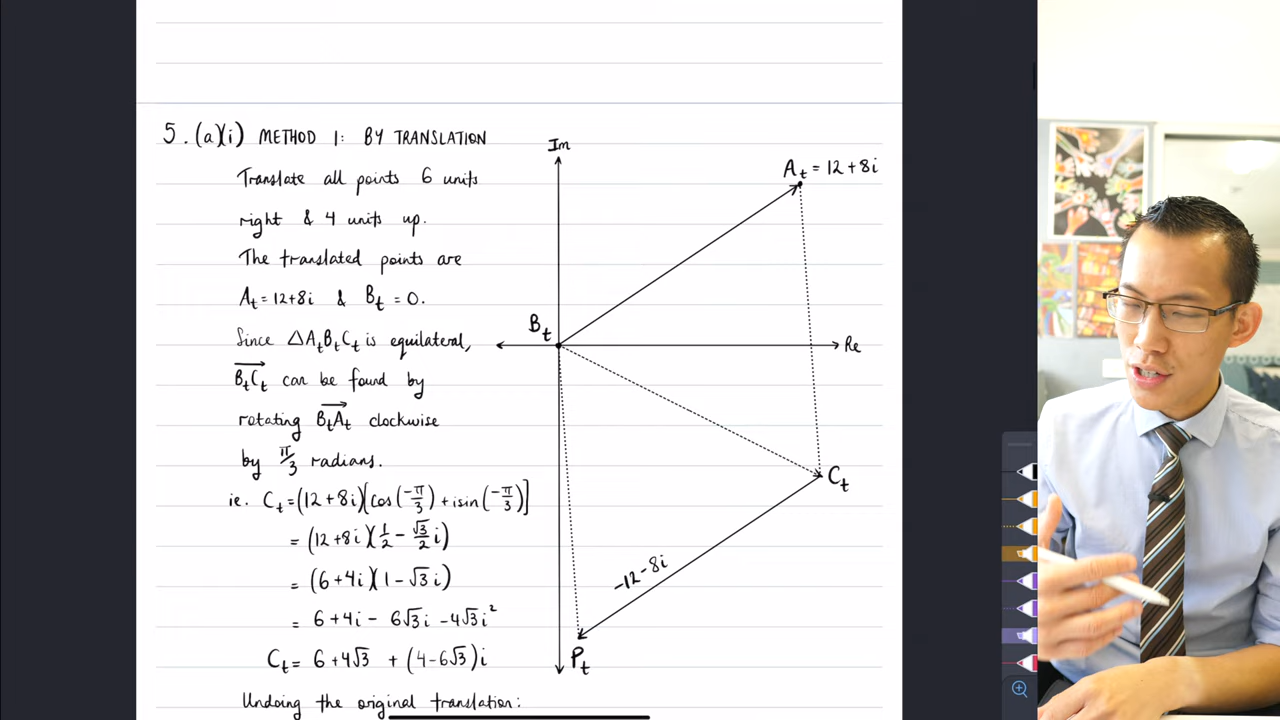 5. (a)(i) METHOD 1: BY TRANSLATION
Translate all points 6 units
right & 4 units up.
The translated points are
A_t = 12+8i & B_t = 0.
Since △A_tB_tC_t is equilateral,
\overrightarrow{B_tC_t} can be found by
rotating \overrightarrow{B_tA_t} clockwise
by π/3 radians.
ie. C_t = (12+8i)[cos(-π/3) + isin(-π/3)]
= (12+8i)(1/2 - √3/2 i)
= (6+4i)(1-√3i)
= 6+4i - 6√3i - 4√3i²
C_t = 6+4√3 + (4-6√3)i
Undoing the original translation:
Im
A_t = 12+8i
B_t
Re
C_t
-12-8i
P_t